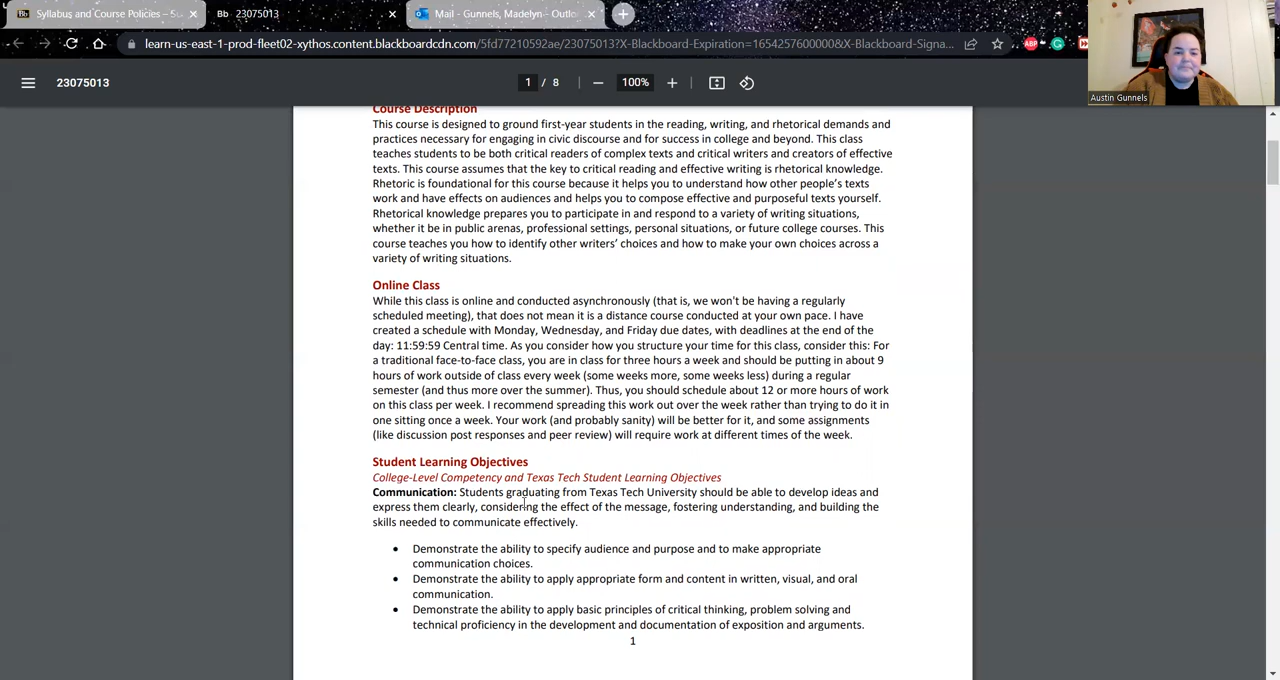 Syllabus and Course Policies – Su
23075013
Mail - Gunnels, Madelyn - Outlo
learn-us-east-1-prod-fleet02-xythos.content.blackboardcdn.com/5fd77210592ae/23075013?X-Blackboard-Expiration=1654257600000&X-Blackboard-Signa...
ABP
23075013
1 / 8
100%
Austin Gunnels
Course Description
This course is designed to ground first-year students in the reading, writing, and rhetorical demands and
practices necessary for engaging in civic discourse and for success in college and beyond. This class
teaches students to be both critical readers of complex texts and critical writers and creators of effective
texts. This course assumes that the key to critical reading and effective writing is rhetorical knowledge.
Rhetoric is foundational for this course because it helps you to understand how other people's texts
work and have effects on audiences and helps you to compose effective and purposeful texts yourself.
Rhetorical knowledge prepares you to participate in and respond to a variety of writing situations,
whether it be in public arenas, professional settings, personal situations, or future college courses. This
course teaches you how to identify other writers' choices and how to make your own choices across a
variety of writing situations.
Online Class
While this class is online and conducted asynchronously (that is, we won't be having a regularly
scheduled meeting), that does not mean it is a distance course conducted at your own pace. I have
created a schedule with Monday, Wednesday, and Friday due dates, with deadlines at the end of the
day: 11:59:59 Central time. As you consider how you structure your time for this class, consider this: For
a traditional face-to-face class, you are in class for three hours a week and should be putting in about 9
hours of work outside of class every week (some weeks more, some weeks less) during a regular
semester (and thus more over the summer). Thus, you should schedule about 12 or more hours of work
on this class per week. I recommend spreading this work out over the week rather than trying to do it in
one sitting once a week. Your work (and probably sanity) will be better for it, and some assignments
(like discussion post responses and peer review) will require work at different times of the week.
Student Learning Objectives
College-Level Competency and Texas Tech Student Learning Objectives
Communication: Students graduating from Texas Tech University should be able to develop ideas and
express them clearly, considering the effect of the message, fostering understanding, and building the
skills needed to communicate effectively.
• Demonstrate the ability to specify audience and purpose and to make appropriate
communication choices.
• Demonstrate the ability to apply appropriate form and content in written, visual, and oral
communication.
• Demonstrate the ability to apply basic principles of critical thinking, problem solving and
technical proficiency in the development and documentation of exposition and arguments.
1